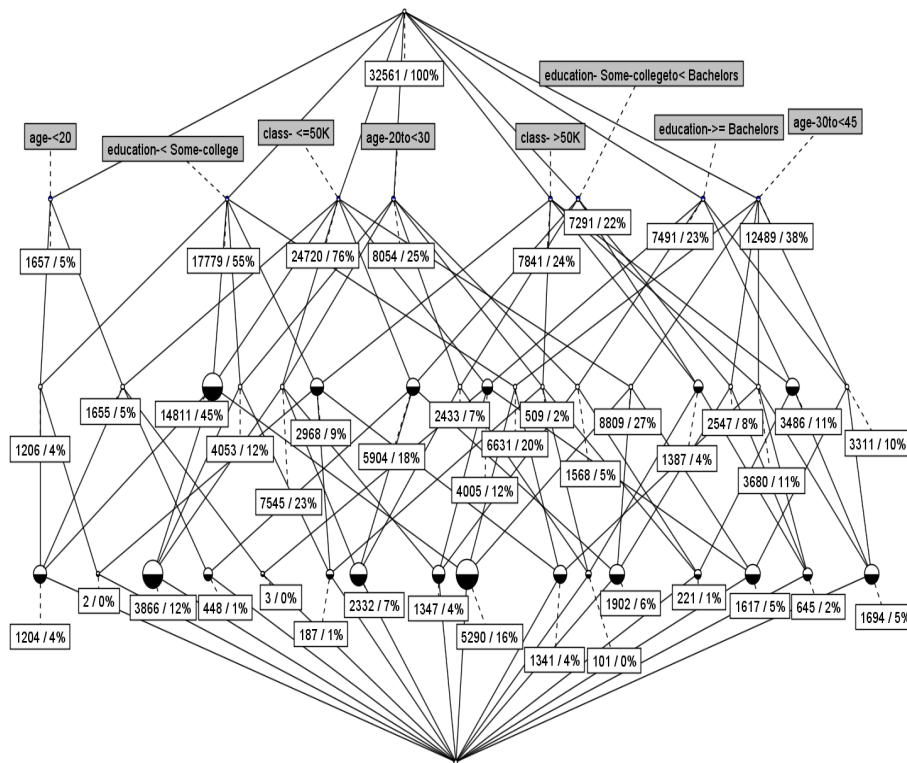 32561 / 100%
education- Some-collegeto< Bachelors
age-<20
education-< Some-college
class- <=50K
age-20to<30
class- >50K
education->= Bachelors
age-30to<45
1657 / 5%
17779 / 55%
24720 / 76%
8054 / 25%
7841 / 24%
7291 / 22%
7491 / 23%
12489 / 38%
1206 / 4%
1655 / 5%
14811 / 45%
4053 / 12%
7545 / 23%
2968 / 9%
5904 / 18%
2433 / 7%
4005 / 12%
6631 / 20%
509 / 2%
1568 / 5%
8809 / 27%
1387 / 4%
2547 / 8%
3680 / 11%
3486 / 11%
3311 / 10%
1204 / 4%
2 / 0%
3866 / 12%
448 / 1%
3 / 0%
187 / 1%
2332 / 7%
1347 / 4%
5290 / 16%
1341 / 4%
101 / 0%
1902 / 6%
221 / 1%
1617 / 5%
645 / 2%
1694 / 5%